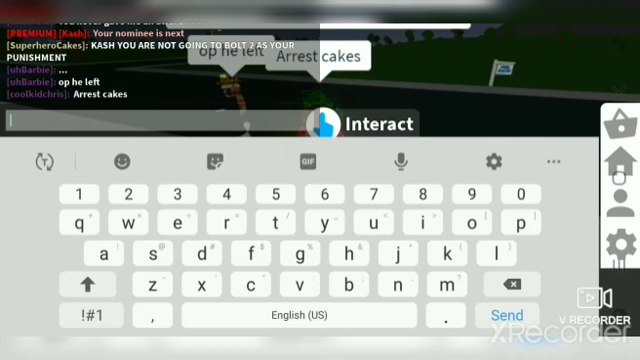 [PREMIUM] [Kash]: Your nominee is next
[SuperheroCakes]: KASH YOU ARE NOT GOING TO BOLT 2 AS YOUR
PUNISHMENT
[uhBarbie]: ...
[uhBarbie]: op he left
[coolkidchris]: Arrest cakes
op he left
Arrest cakes
Interact
GIF
1 2 3 4 5 6 7 8 9 0
q w e r t y u i o p
a s d f g h j k l
z x c v b n m
!#1 , English (US) . Send
V RECORDER
XRecorder